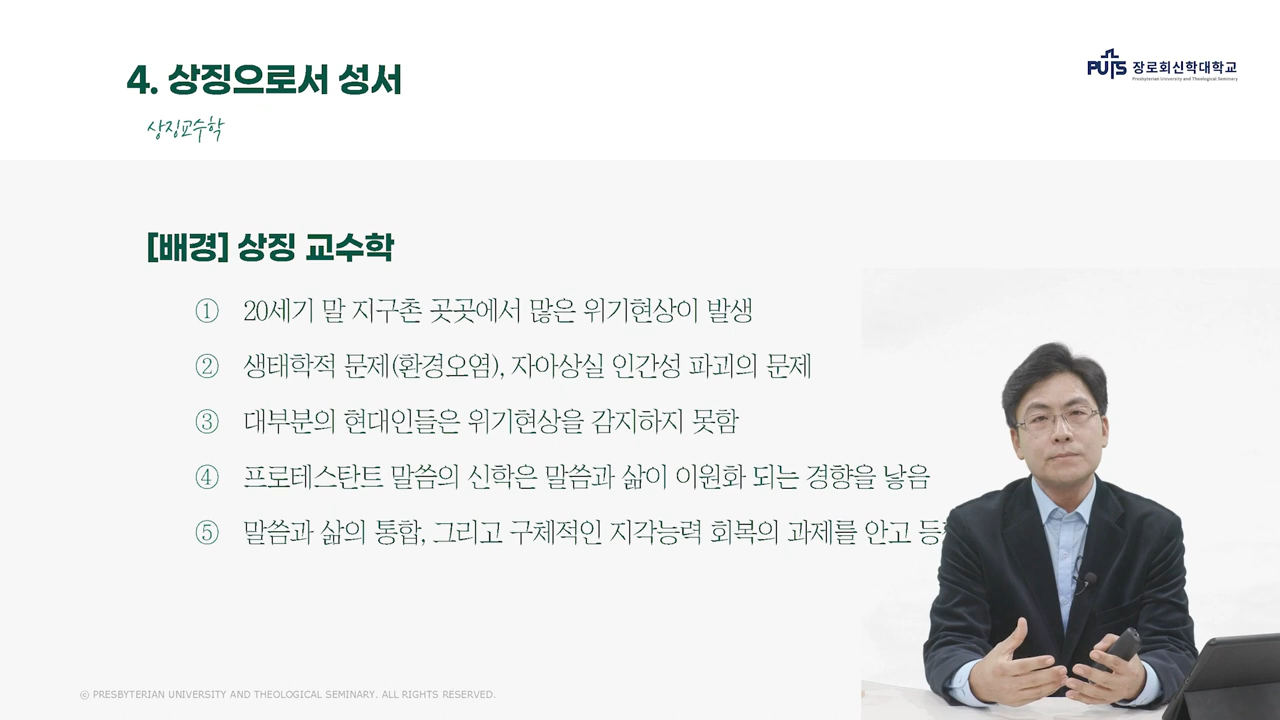 4. 상징으로서 성서
상징교수학
PUTS 장로회신학대학교
Presbyterian University and Theological Seminary
[배경] 상징 교수학
① 20세기 말 지구촌 곳곳에서 많은 위기현상이 발생
② 생태학적 문제(환경오염), 자아상실 인간성 파괴의 문제
③ 대부분의 현대인들은 위기현상을 감지하지 못함
④ 프로테스탄트 말씀의 신학은 말씀과 삶이 이원화 되는 경향을 낳음
⑤ 말씀과 삶의 통합, 그리고 구체적인 지각능력 회복의 과제를 안고
© PRESBYTERIAN UNIVERSITY AND THEOLOGICAL SEMINARY. ALL RIGHTS RESERVED.